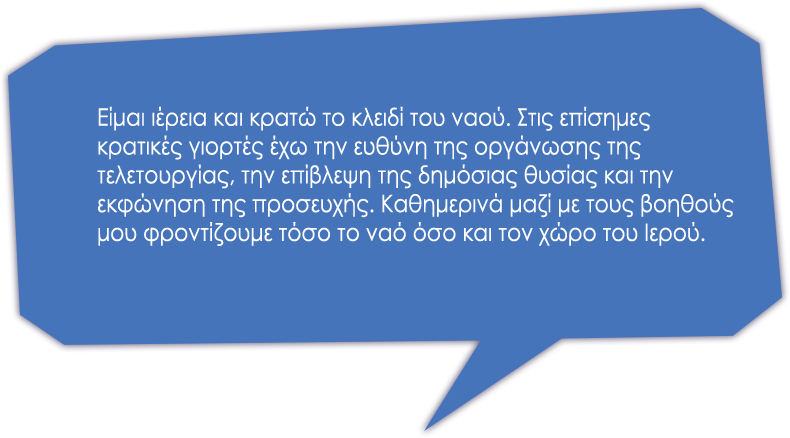 Είμαι ιέρεια και κρατώ το κλειδί του ναού. Στις επίσημες
κρατικές γιορτές έχω την ευθύνη της οργάνωσης της
τελετουργίας, την επίβλεψη της δημόσιας θυσίας και την
εκφώνηση της προσευχής. Καθημερινά μαζί με τους βοηθούς
μου φροντίζουμε τόσο το ναό όσο και τον χώρο του Ιερού.